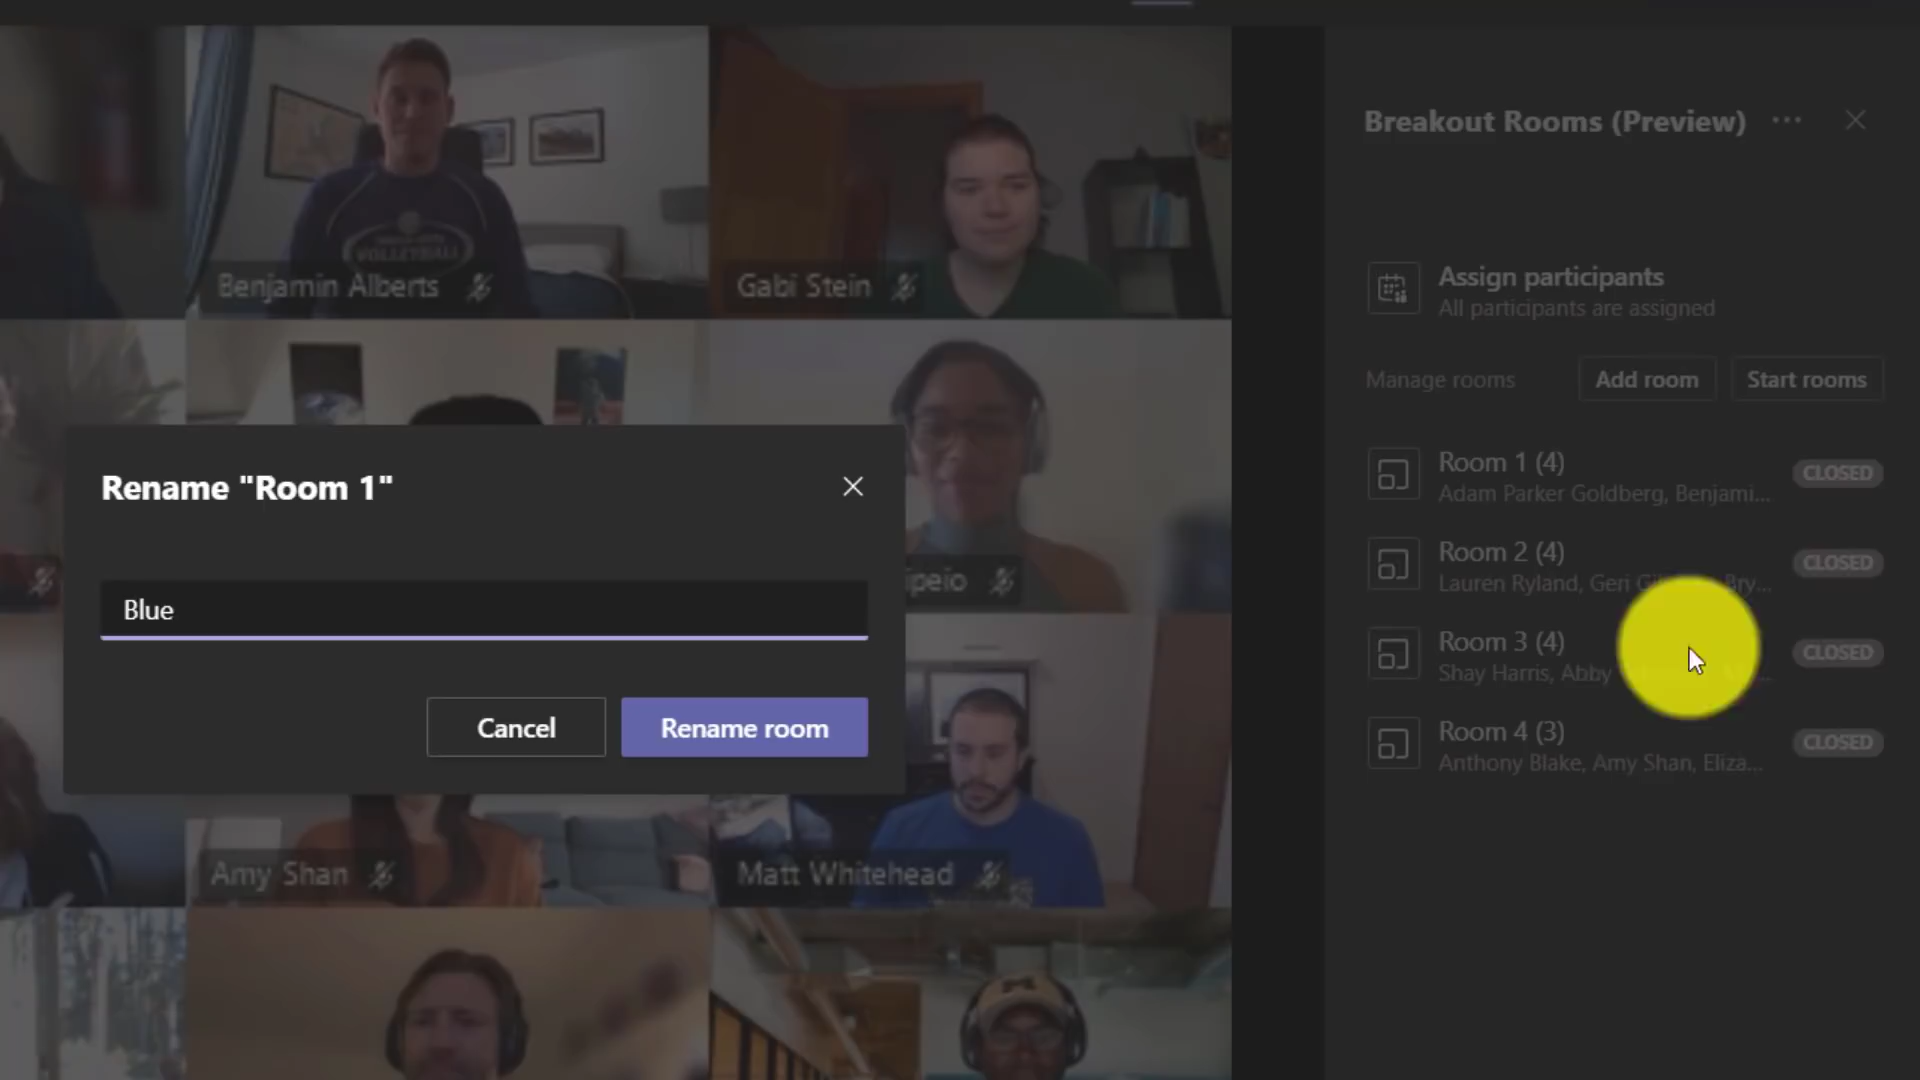 Benjamin Alberts
Gabi Stein
VOLLEYBALL
peio
Amy Shan
Matt Whitehead
Rename "Room 1"
Blue
Cancel
Rename room
Breakout Rooms (Preview)
Assign participants
All participants are assigned
Manage rooms
Add room
Start rooms
Room 1 (4)
Adam Parker Goldberg, Benjami...
CLOSED
Room 2 (4)
Lauren Ryland, Geri Bry...
CLOSED
Room 3 (4)
Shay Harris, Abby
CLOSED
Room 4 (3)
Anthony Blake, Amy Shan, Eliza...
CLOSED